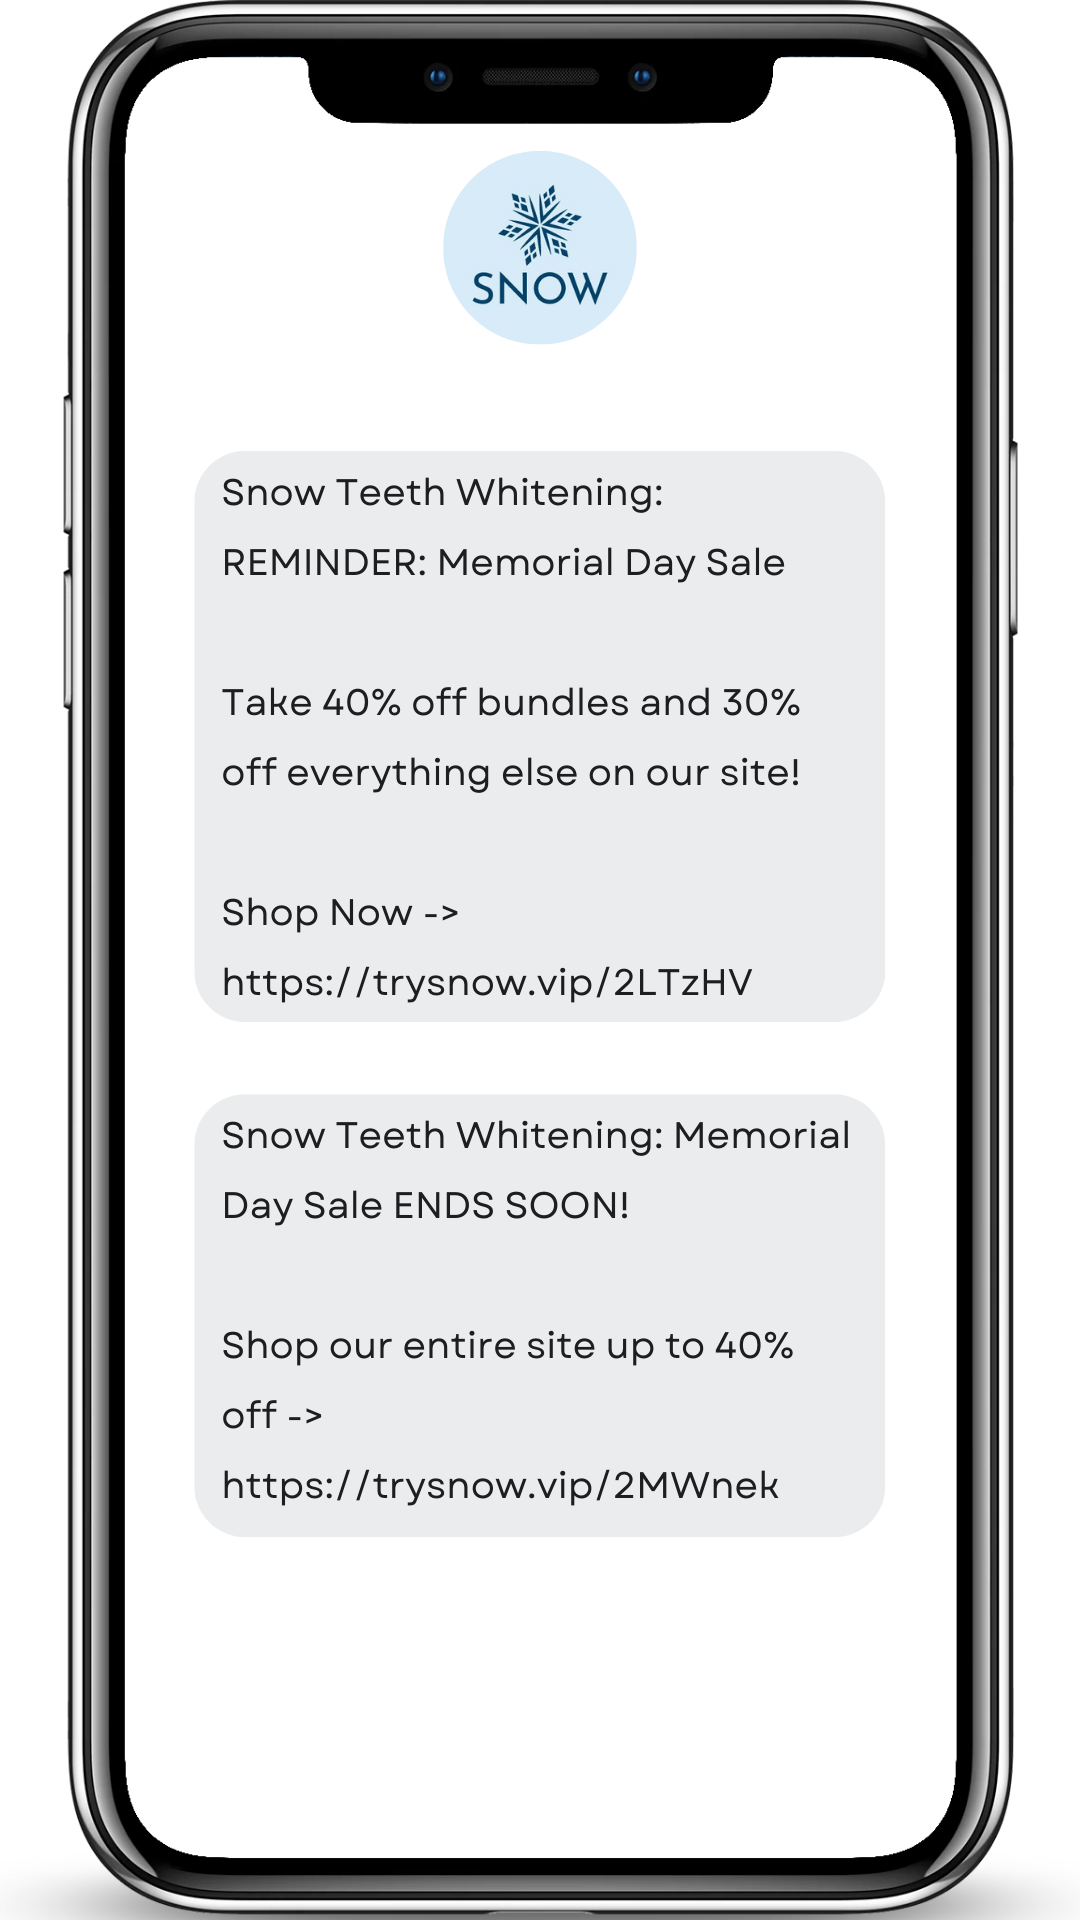 SNOW
Snow Teeth Whitening:
REMINDER: Memorial Day Sale
Take 40% off bundles and 30%
off everything else on our site!
Shop Now ->
https://trysnow.vip/2LTzHV
Snow Teeth Whitening: Memorial
Day Sale ENDS SOON!
Shop our entire site up to 40%
off ->
https://trysnow.vip/2MWnek